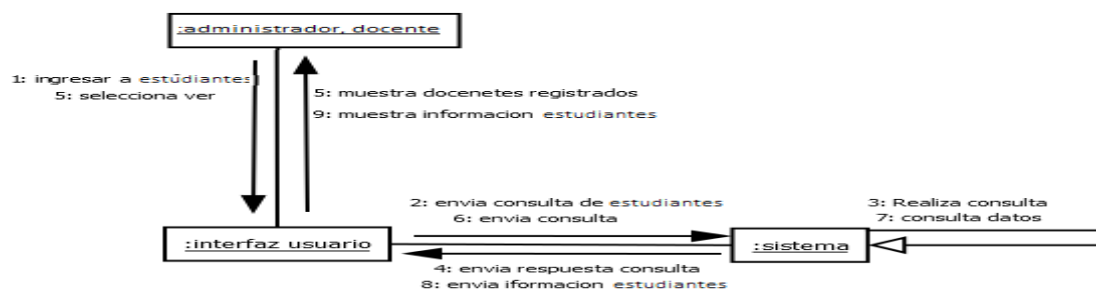 :administrador, docente
1: ingresar a estúdiantes
5: selecciona ver
5: muestra docenetes registrados
9: muestra informacion estudiantes
2: envia consulta de estudiantes
6: envia consulta
3: Realiza consulta
7: consulta datos
:interfaz usuario
:sistema
4: envia respuesta consulta
8: envia iformacion estudiantes